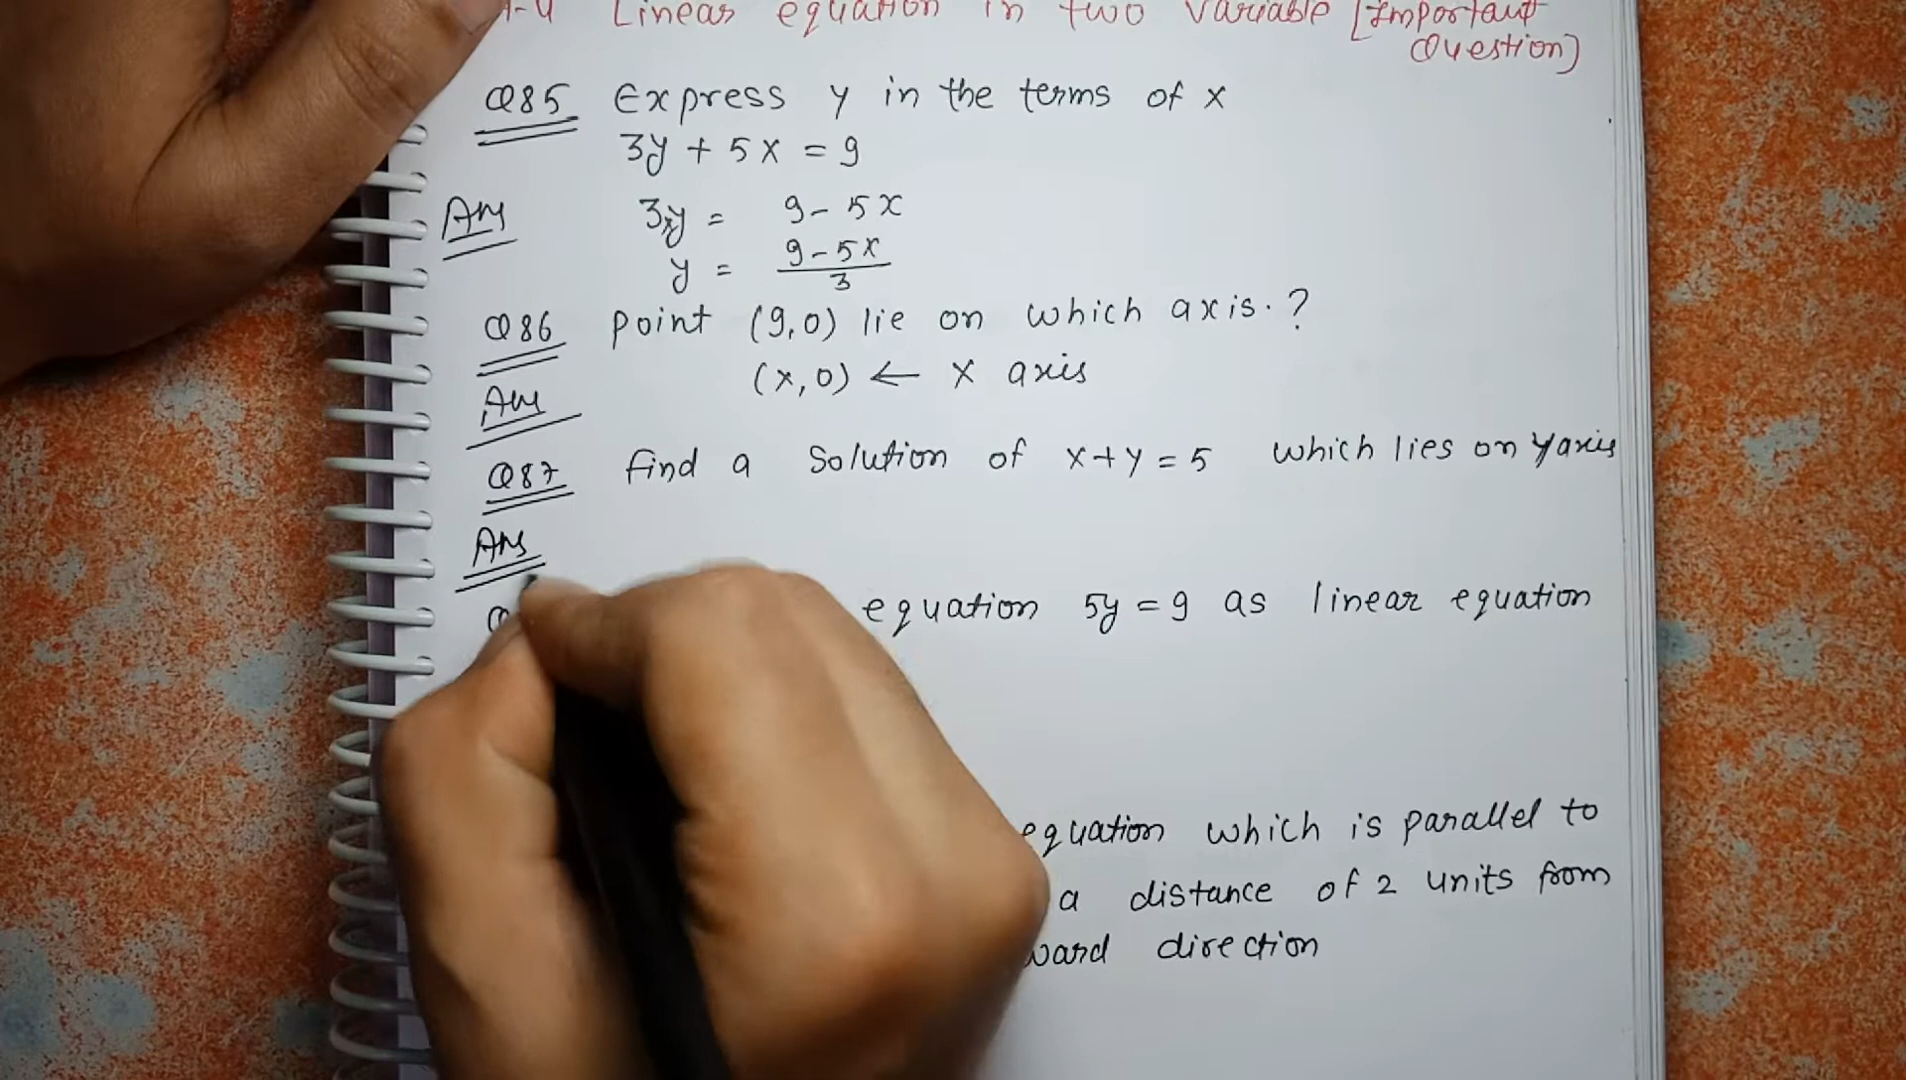 -4 Linear equation in two variable [Important
Question]
Q85 Express y in the terms of x
3y + 5x = 9
Ans 3y = 9 - 5x
y = 9 - 5x / 3
Q86 point (9,0) lie on which axis.?
Ans (x,0) ← x axis
Q87 find a solution of x+y = 5 which lies on y axis
Ans
equation 5y = 9 as linear equation
equation which is parallel to
a distance of 2 units from
ward direction